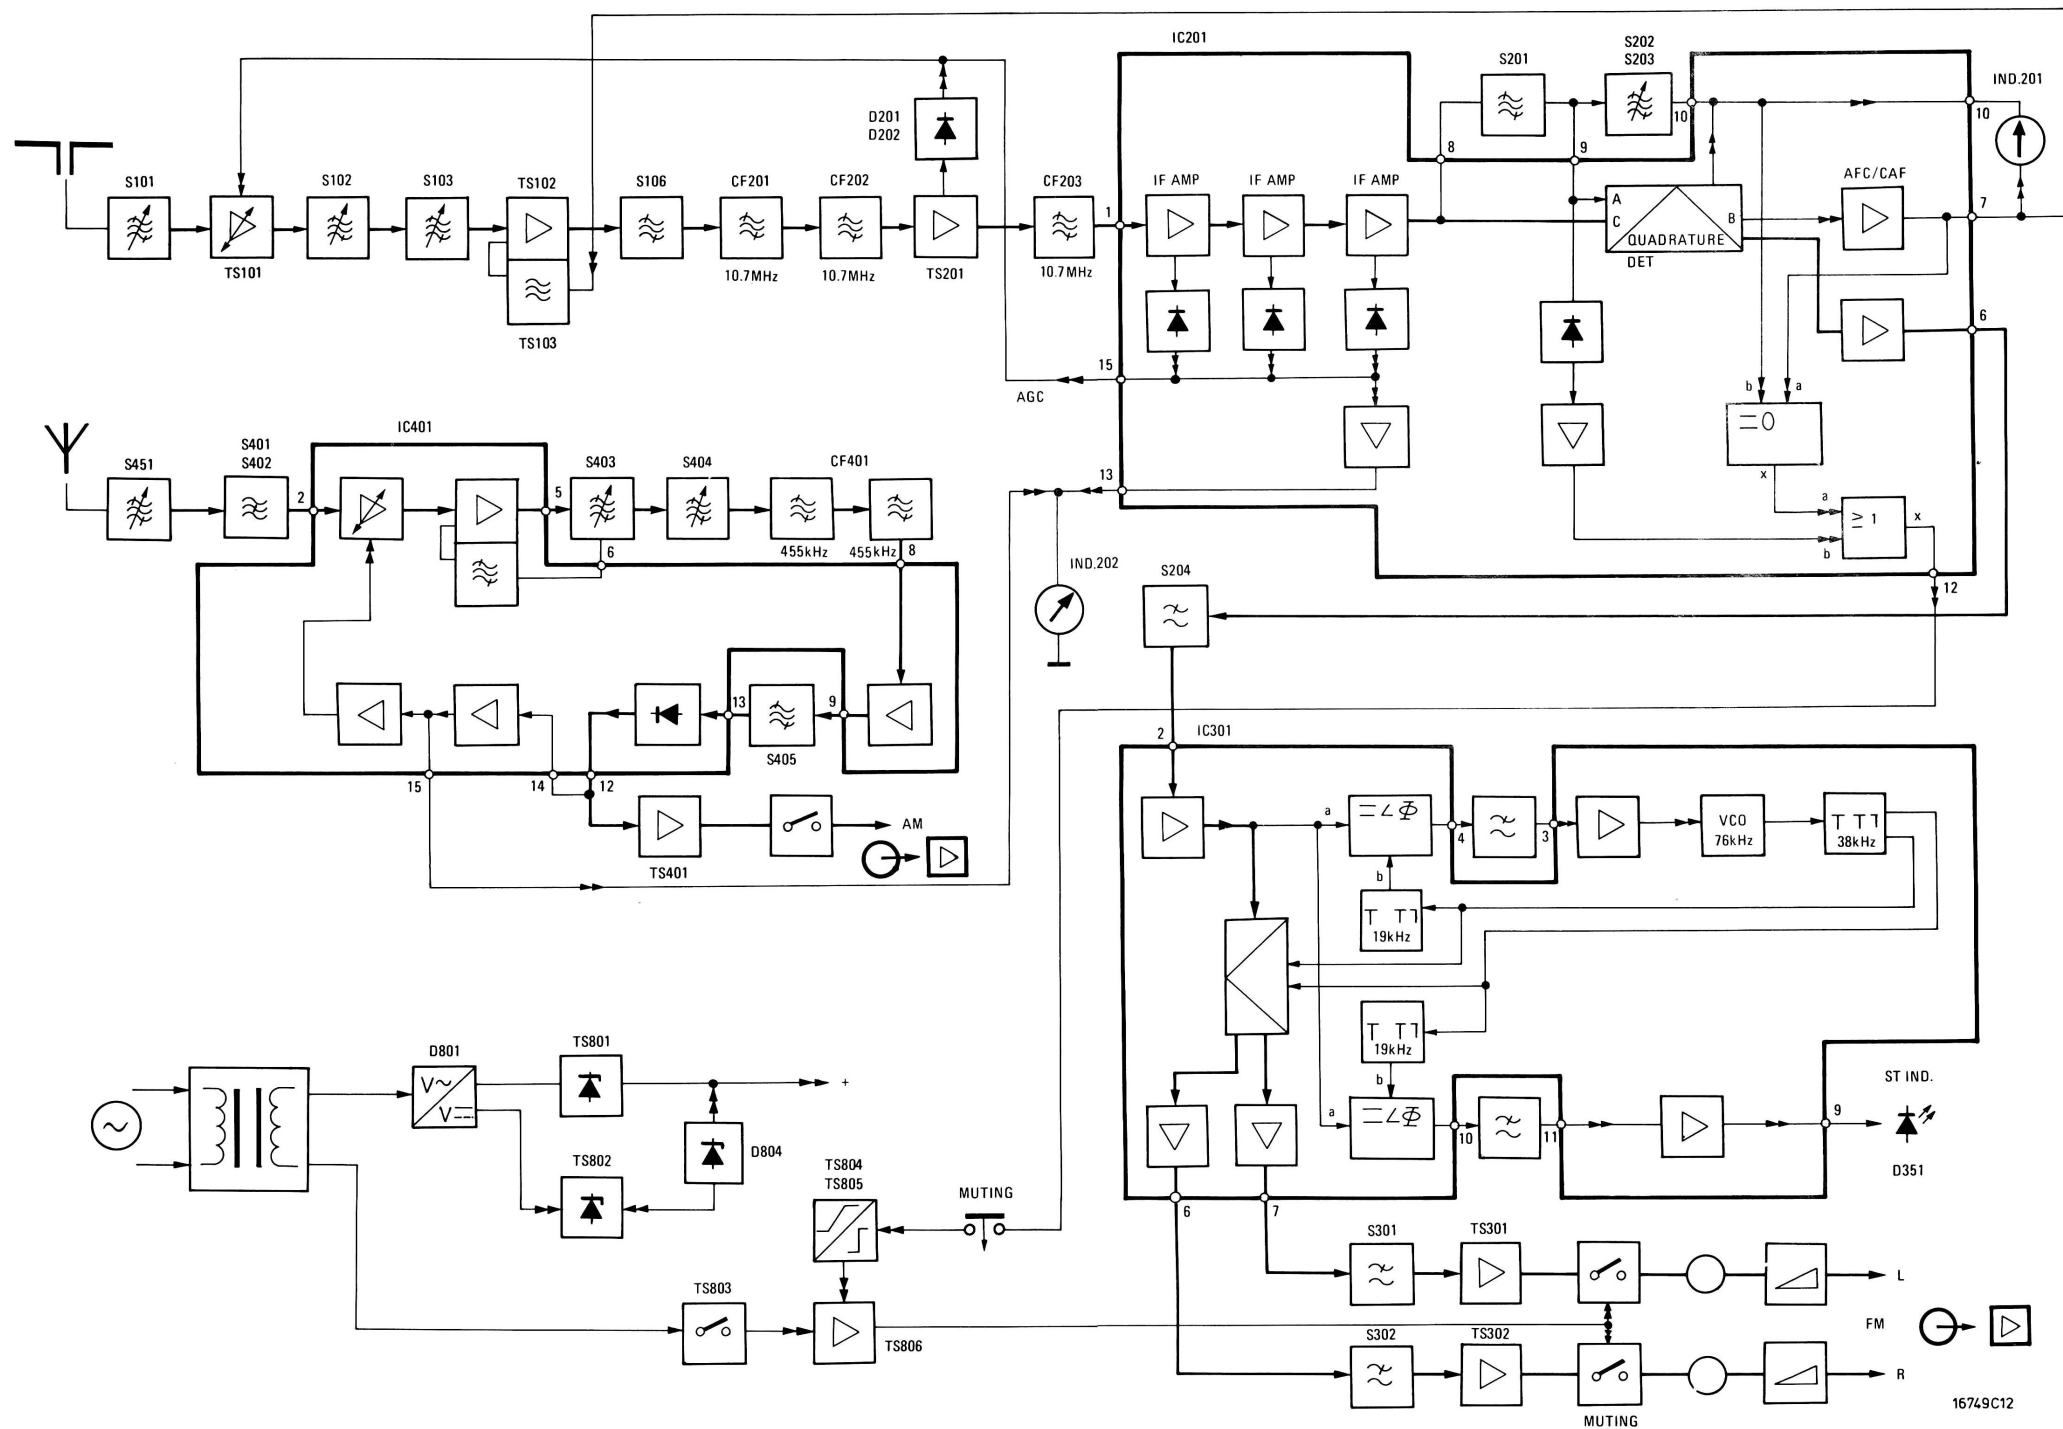 IC201
S201
S202
S203
IND.201
10
10
D201
D202
8
9
S101
S102
S103
TS102
S106
CF201
CF202
CF203
IF AMP
IF AMP
IF AMP
AFC/CAF
1
A
C
B
7
QUADRATURE
DET
TS101
10.7MHz
10.7MHz
TS201
10.7MHz
TS103
6
15
AGC
b
a
=0
x
IC401
S451
S401
S402
S403
S404
CF401
13
2
5
a
≥ 1
x
b
6
455kHz
455kHz
8
IND.202
S204
12
13
9
S405
2
IC301
15
14
12
AM
TS401
a
=∠Φ
4
3
VCO
76kHz
38kHz
b
19kHz
19kHz
b
a
=∠Φ
10
11
9
ST IND.
D351
D801
V~
V
TS801
+
TS802
D804
TS804
TS805
MUTING
6
7
S301
TS301
L
TS803
TS806
FM
S302
TS302
R
MUTING
16749C12